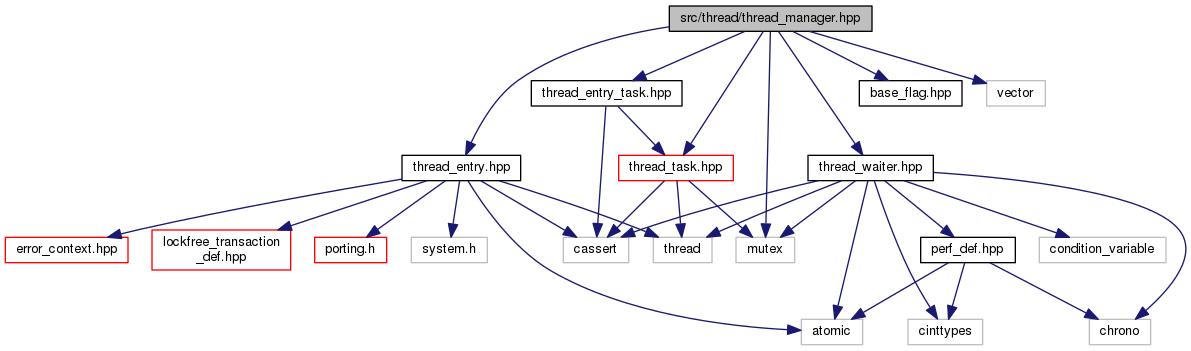 src/thread/thread_manager.hpp
thread_entry_task.hpp
base_flag.hpp
vector
thread_entry.hpp
thread_task.hpp
thread_waiter.hpp
error_context.hpp
lockfree_transaction
_def.hpp
porting.h
system.h
cassert
thread
mutex
perf_def.hpp
condition_variable
atomic
cinttypes
chrono